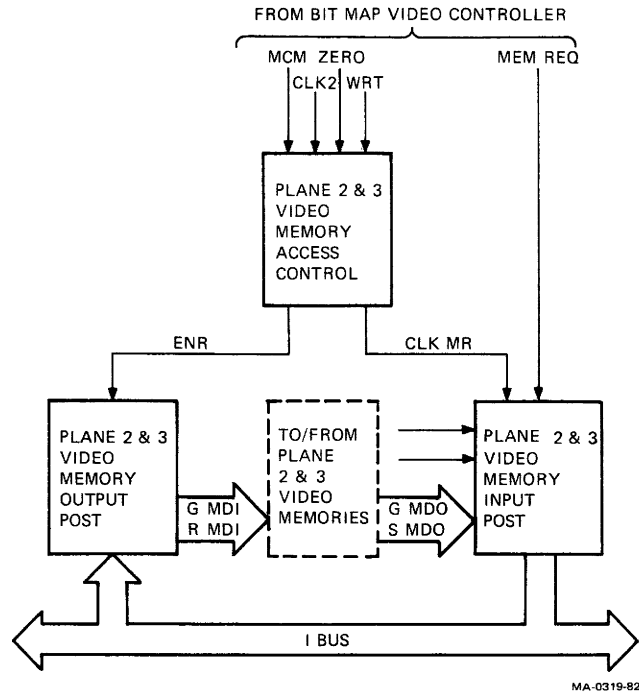 FROM BIT MAP VIDEO CONTROLLER
MCM ZERO
MEM REQ
CLK2 WRT
PLANE 2 & 3
VIDEO
MEMORY
ACCESS
CONTROL
ENR
CLK MR
PLANE 2 & 3
VIDEO
MEMORY
OUTPUT
POST
G MDI
R MDI
TO/FROM
PLANE
2 & 3
VIDEO
MEMORIES
G MDO
S MDO
PLANE 2 & 3
VIDEO
MEMORY
INPUT
POST
I BUS
MA-0319-82